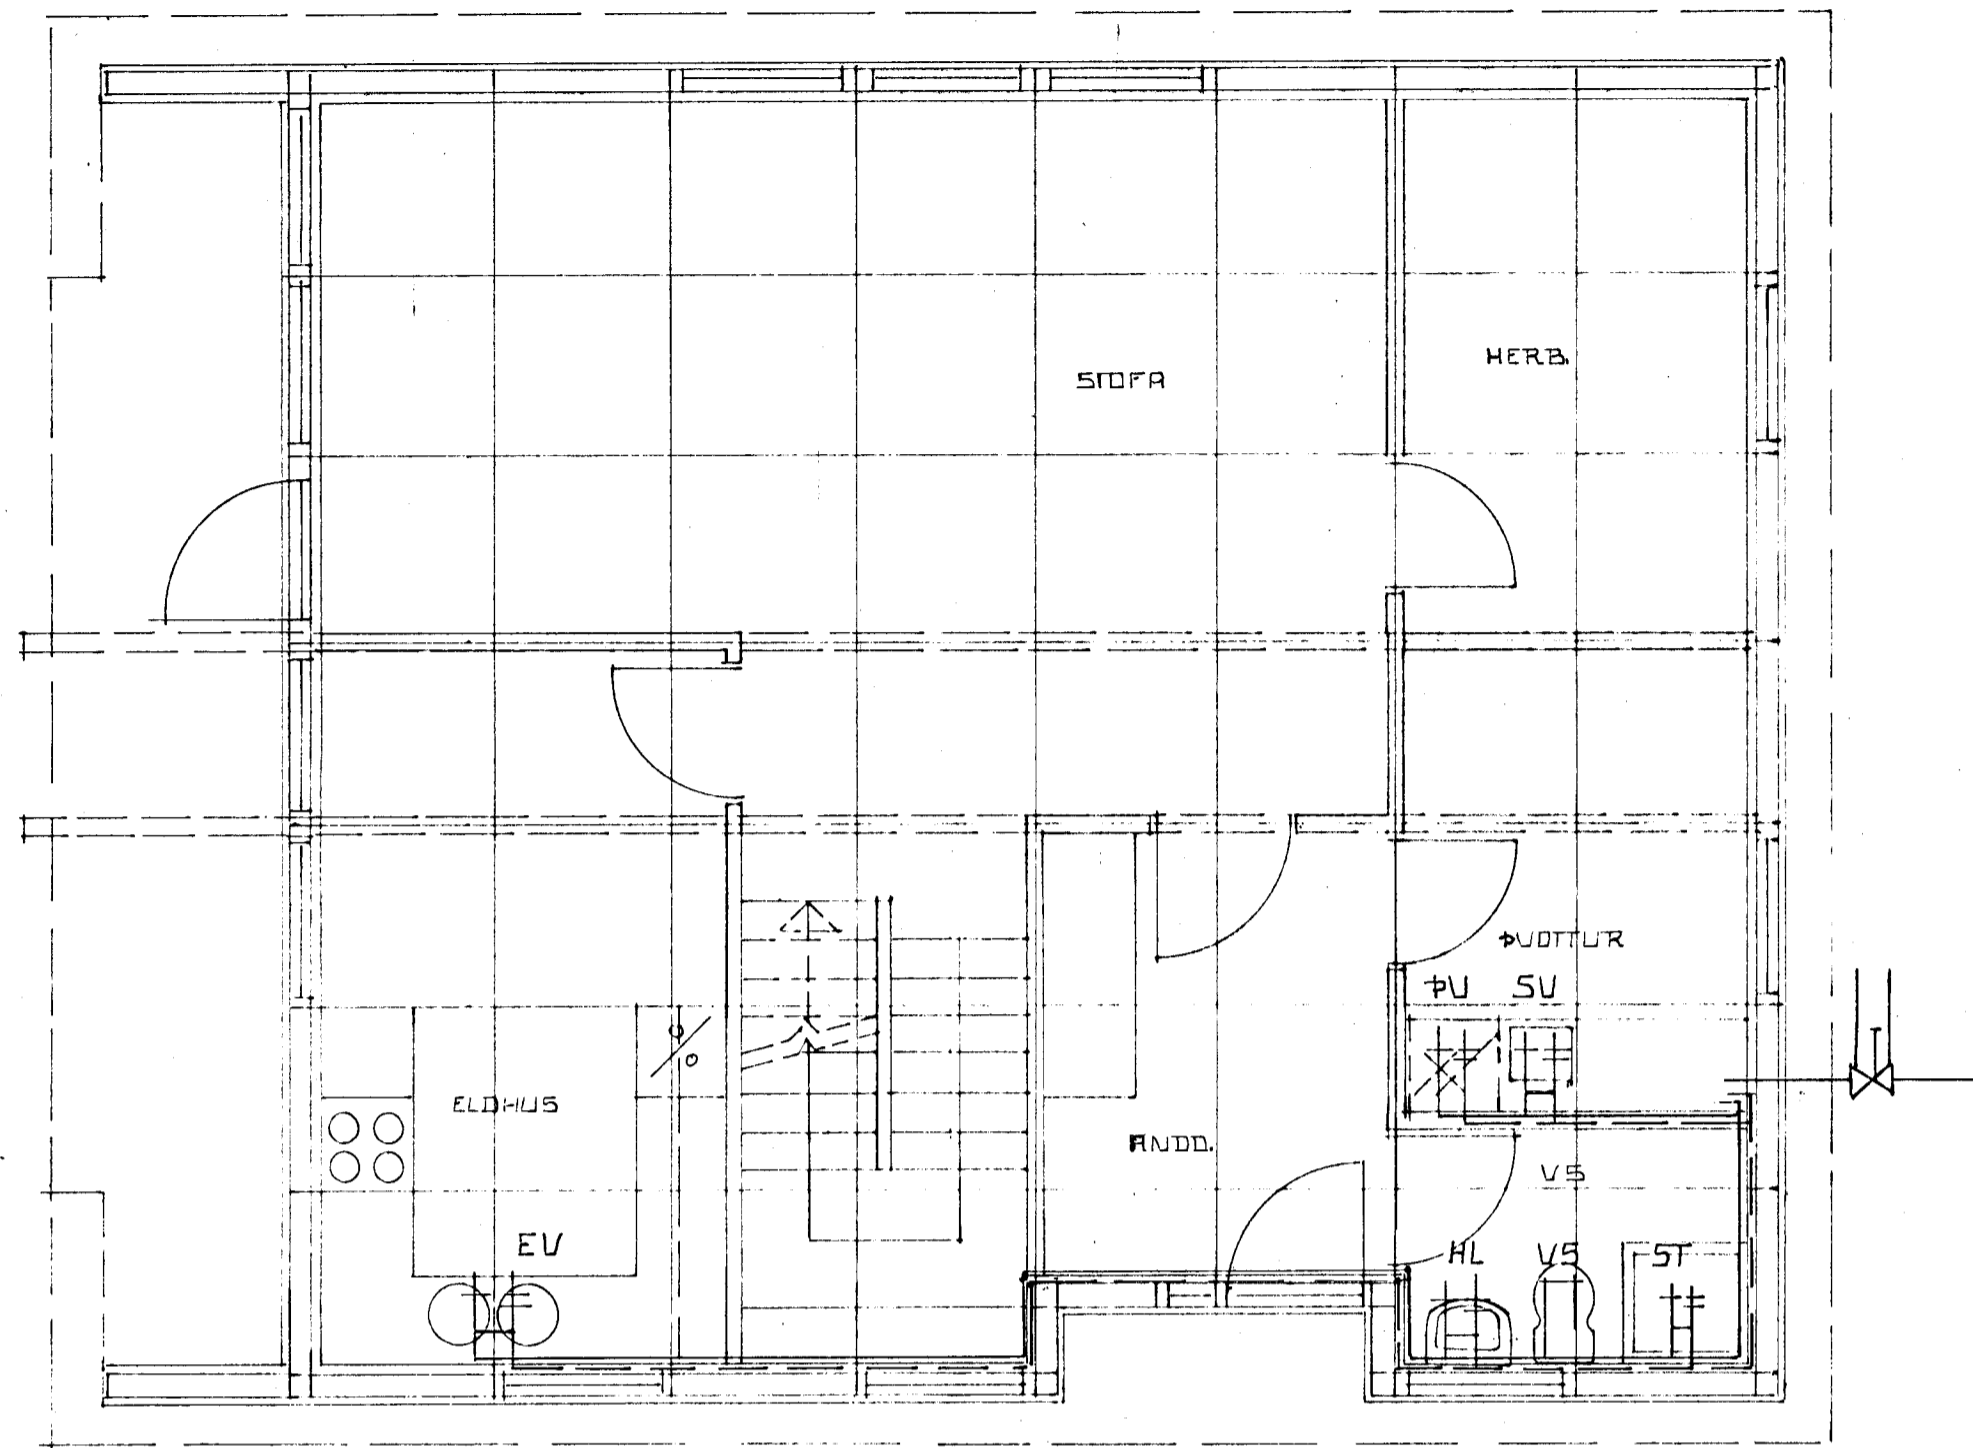 STOFA
HERB.
ÞVOTTUR
ÞV SV
ELDHUS
ANDD.
VS
EV
HL VS ST